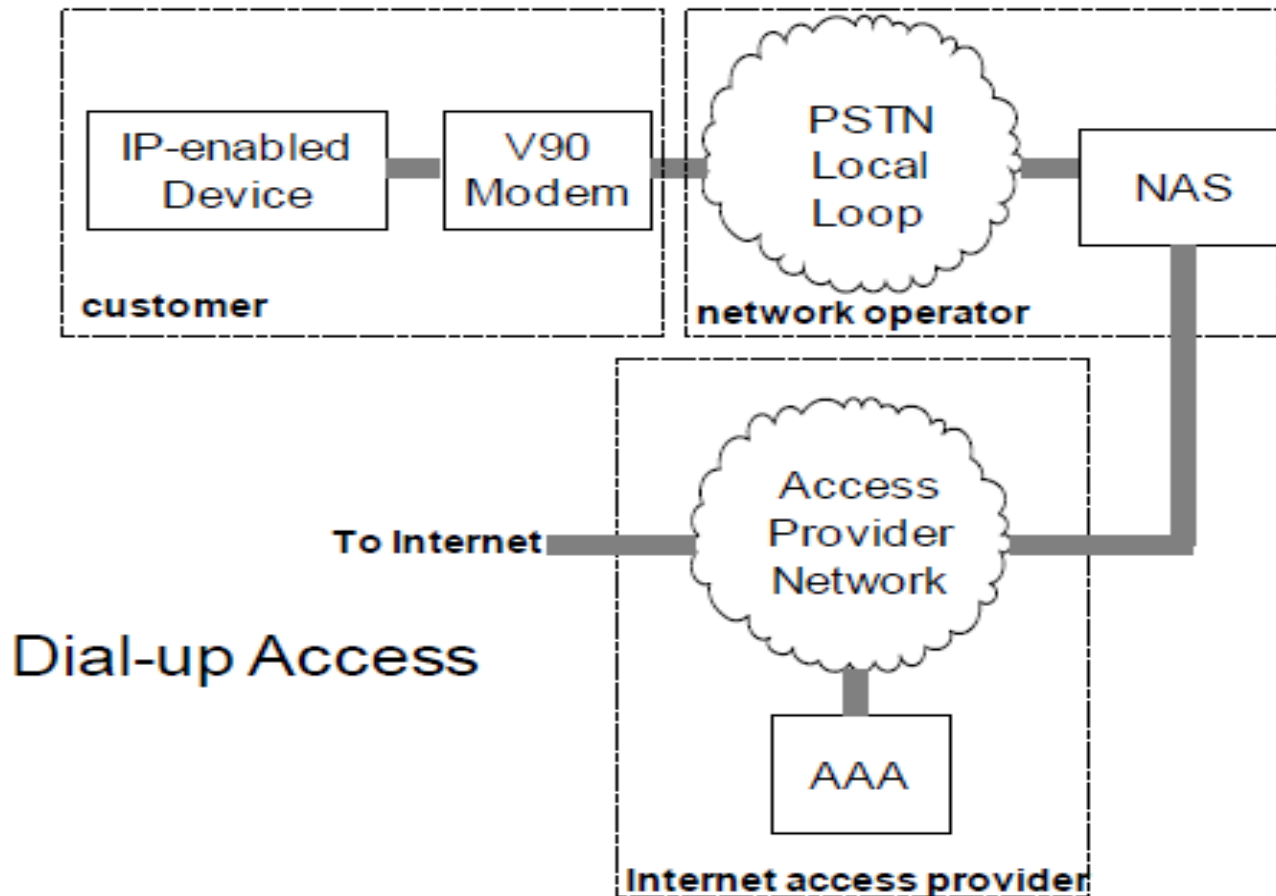 IP-enabled
Device
V90
Modem
customer
PSTN
Local
Loop
NAS
network operator
Access
Provider
Network
To Internet
Dial-up Access
AAA
Internet access provider